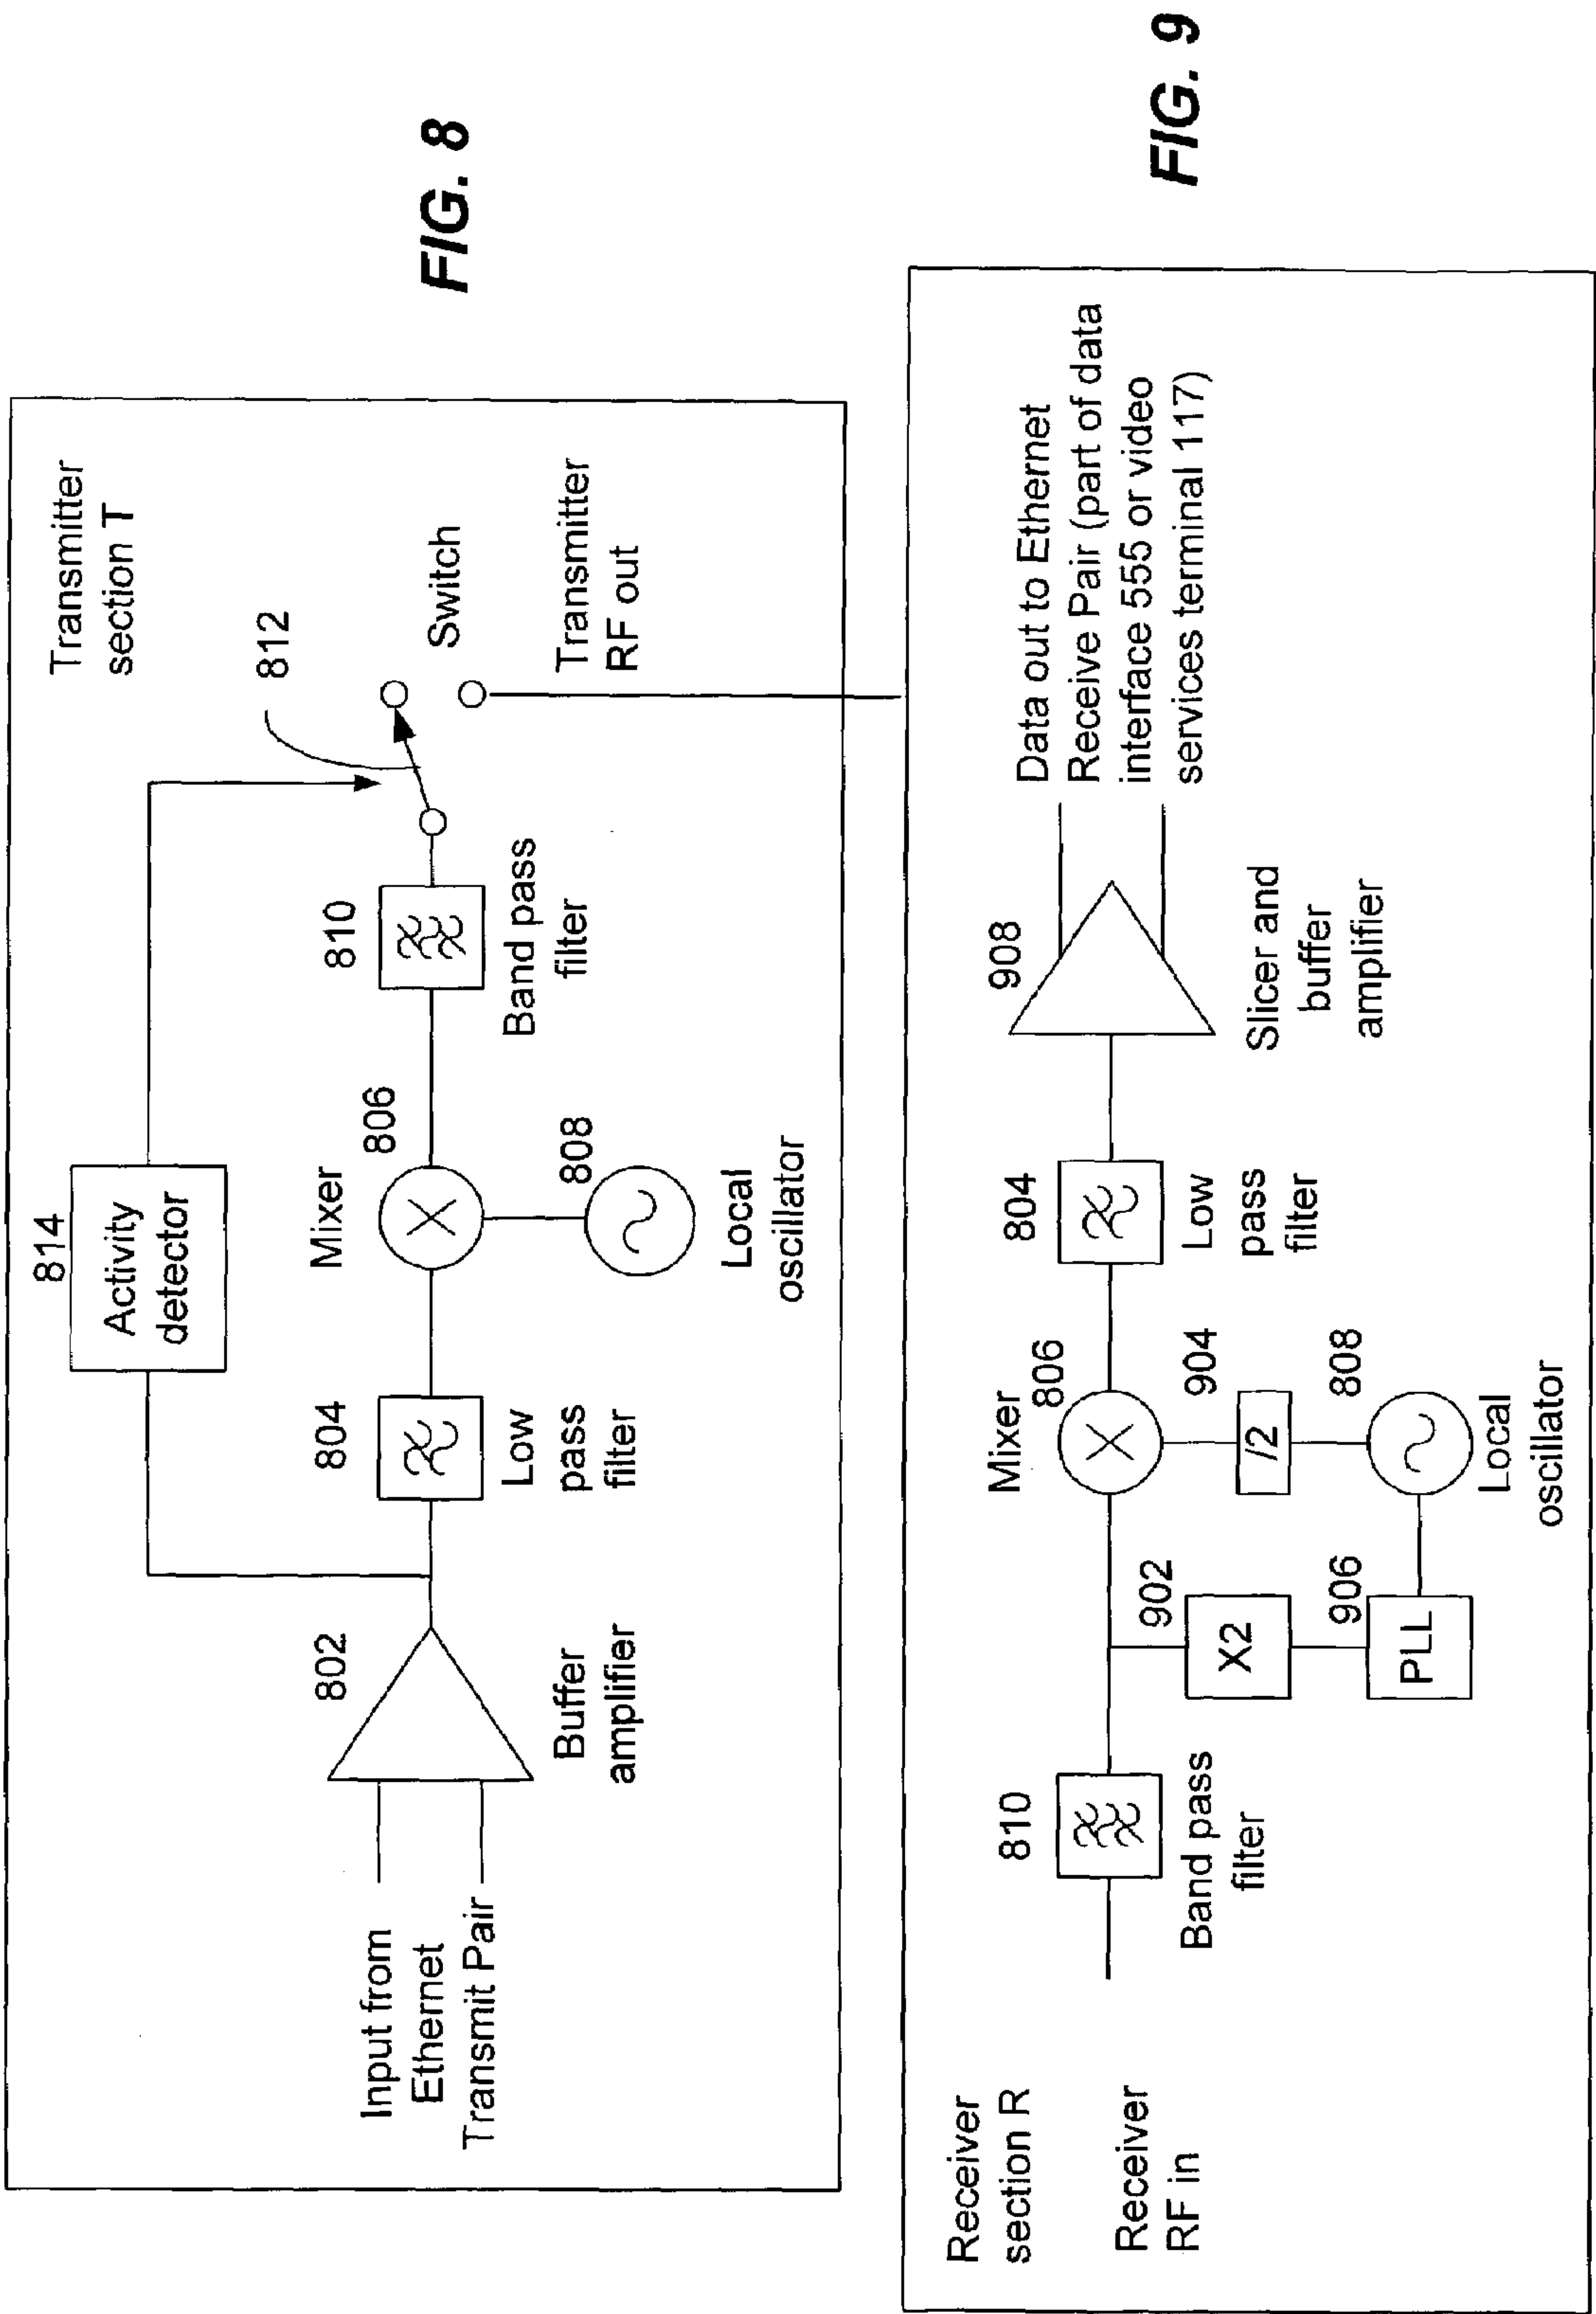 FIG. 8
Transmitter
section T
814
Activity
detector
812
Switch
Transmitter
RF out
Input from
Ethernet
Transmit Pair
802
Buffer
amplifier
804
Low
pass
filter
Mixer
806
808
Local
oscillator
810
Band pass
filter
FIG. 9
Receiver
section R
Receiver
RF in
810
Band pass
filter
902
X2
906
PLL
Mixer
806
904
/2
808
Local
oscillator
804
Low
pass
filter
908
Slicer and
buffer
amplifier
Data out to Ethernet
Receive Pair (part of data
interface 555 or video
services terminal 117)